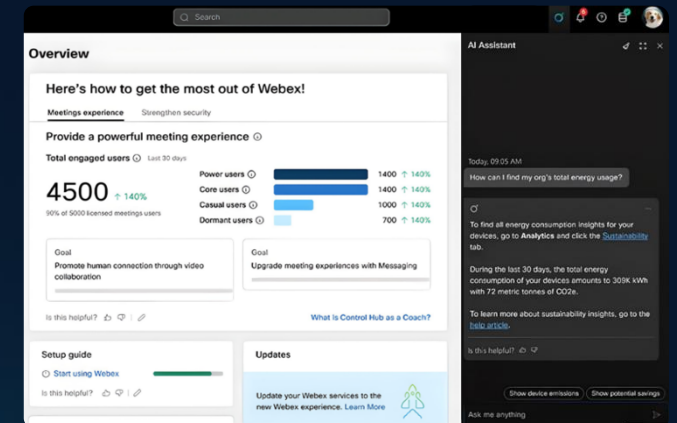 Search
Overview
Here's how to get the most out of Webex!
Meetings experience Strengthen security
Provide a powerful meeting experience
Total engaged users Last 30 days
4500 ↑ 140%
90% of 5000 licensed meetings users
Power users 1400 ↑ 140%
Core users 1400 ↑ 140%
Casual users 1000 ↑ 140%
Dormant users 700 ↑ 140%
Goal
Promote human connection through video
collaboration
Goal
Upgrade meeting experiences with Messaging
Is this helpful?
What is Control Hub as a Coach?
Setup guide
Start using Webex
Is this helpful?
Updates
Update your Webex services to the
new Webex experience. Learn More
AI Assistant
Today, 09.05 AM
How can I find my org's total energy usage?
To find all energy consumption insights for your
devices, go to Analytics and click the Sustainability
tab.
During the last 30 days, the total energy
consumption of your devices amounts to 309K kWh
with 72 metric tonnes of CO2e.
To learn more about sustainability insights, go to the
help article.
Is this helpful?
Show device emissions Show potential savings
Ask me anything